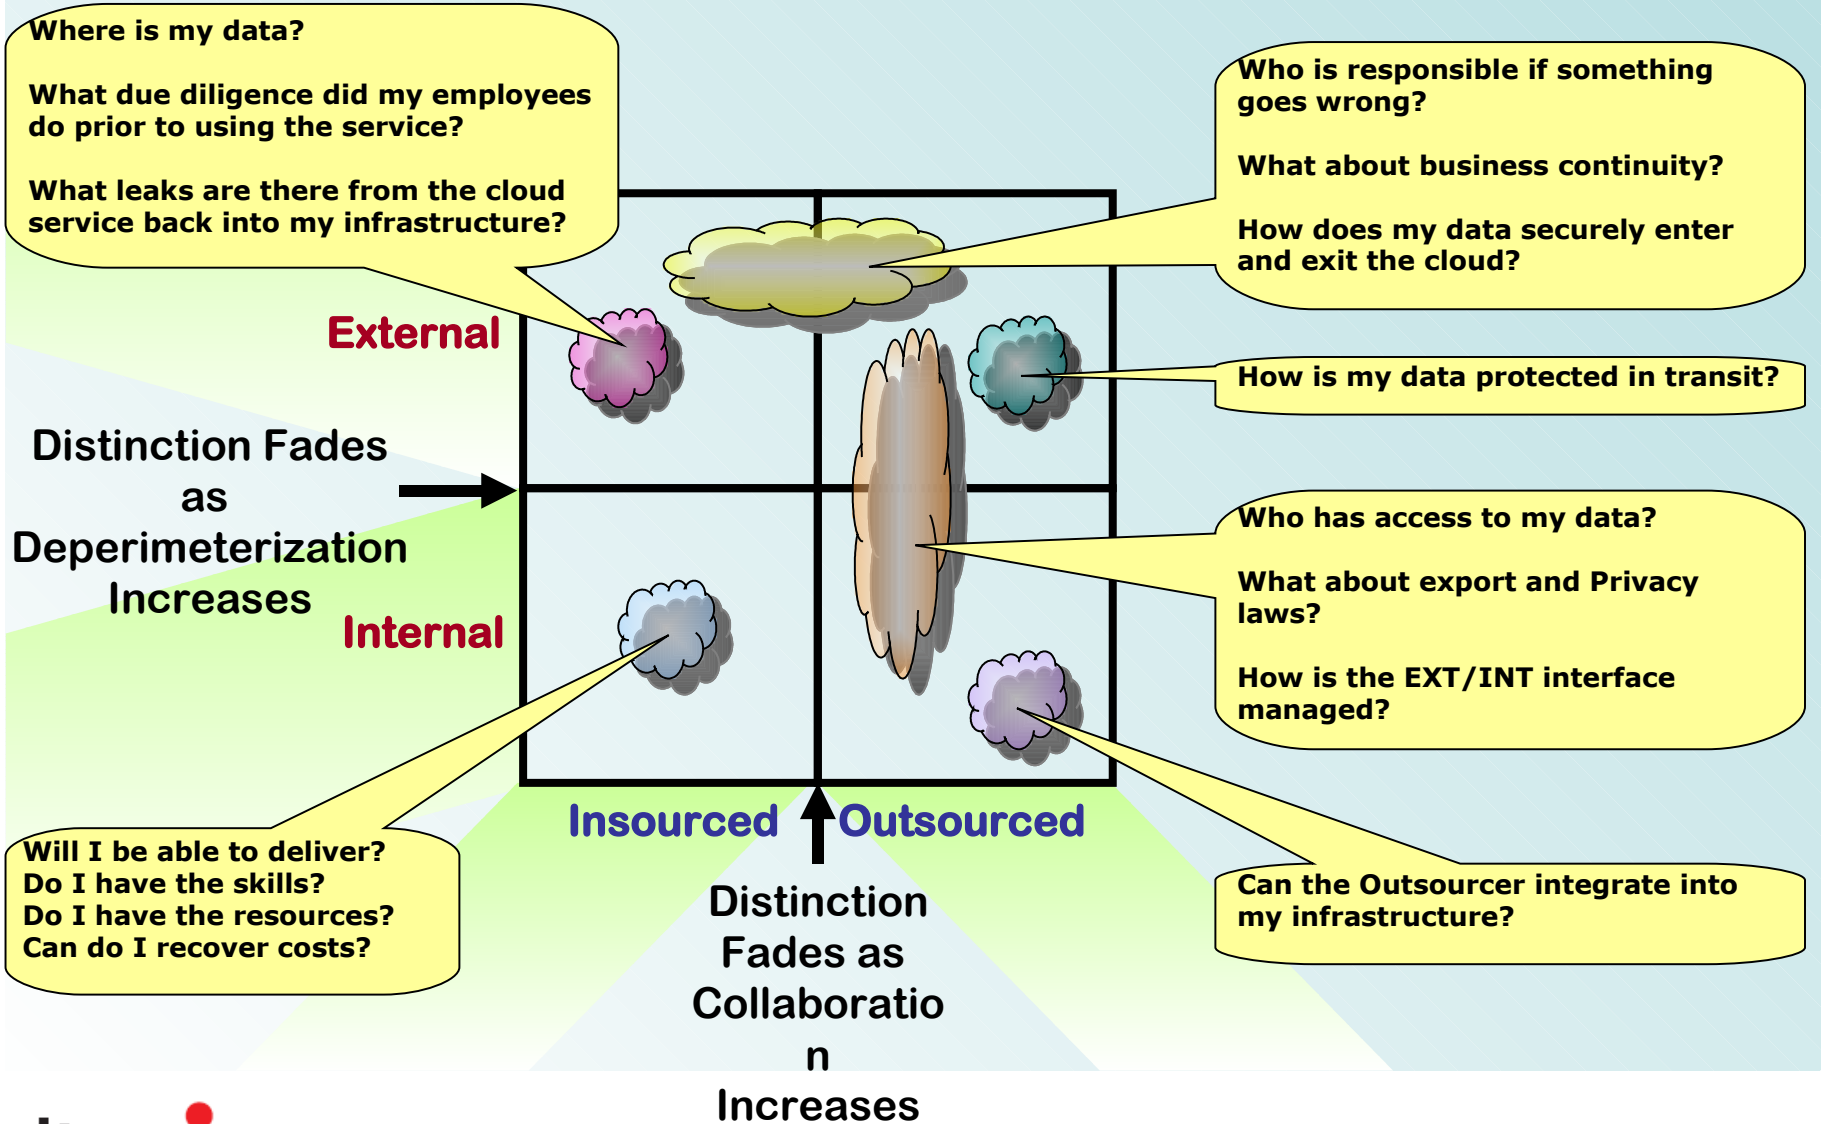 Where is my data?
What due diligence did my employees
do prior to using the service?
What leaks are there from the cloud
service back into my infrastructure?
Who is responsible if something
goes wrong?
What about business continuity?
How does my data securely enter
and exit the cloud?
External
How is my data protected in transit?
Distinction Fades
as
Deperimeterization
Increases
Internal
Who has access to my data?
What about export and Privacy
laws?
How is the EXT/INT interface
managed?
Insourced
Outsourced
Will I be able to deliver?
Do I have the skills?
Do I have the resources?
Can do I recover costs?
Distinction
Fades as
Collaboratio
n
Increases
Can the Outsourcer integrate into
my infrastructure?